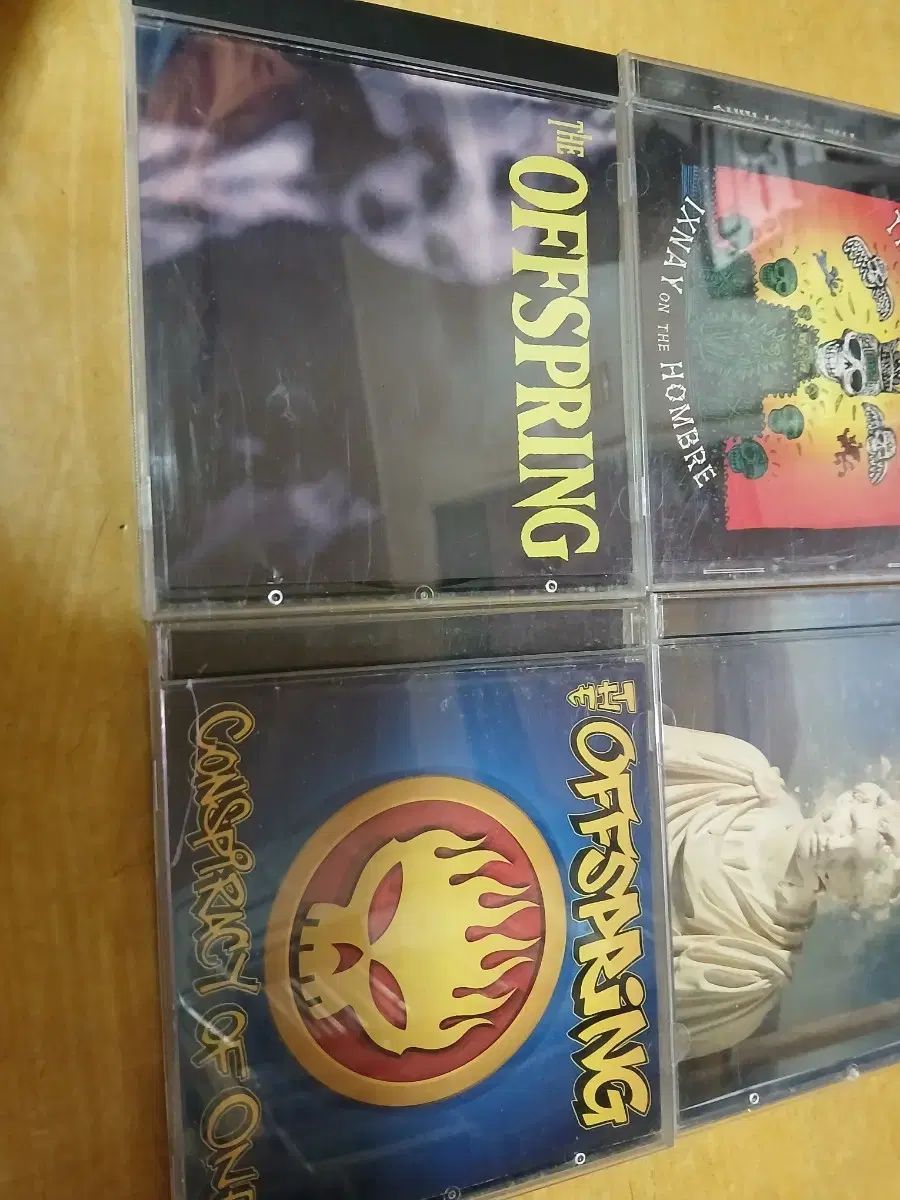 THE
OFFSPRING
IXNAY ON THE HOMBRE
THE
OFFSPRING
CONSPIRACY OF ONE